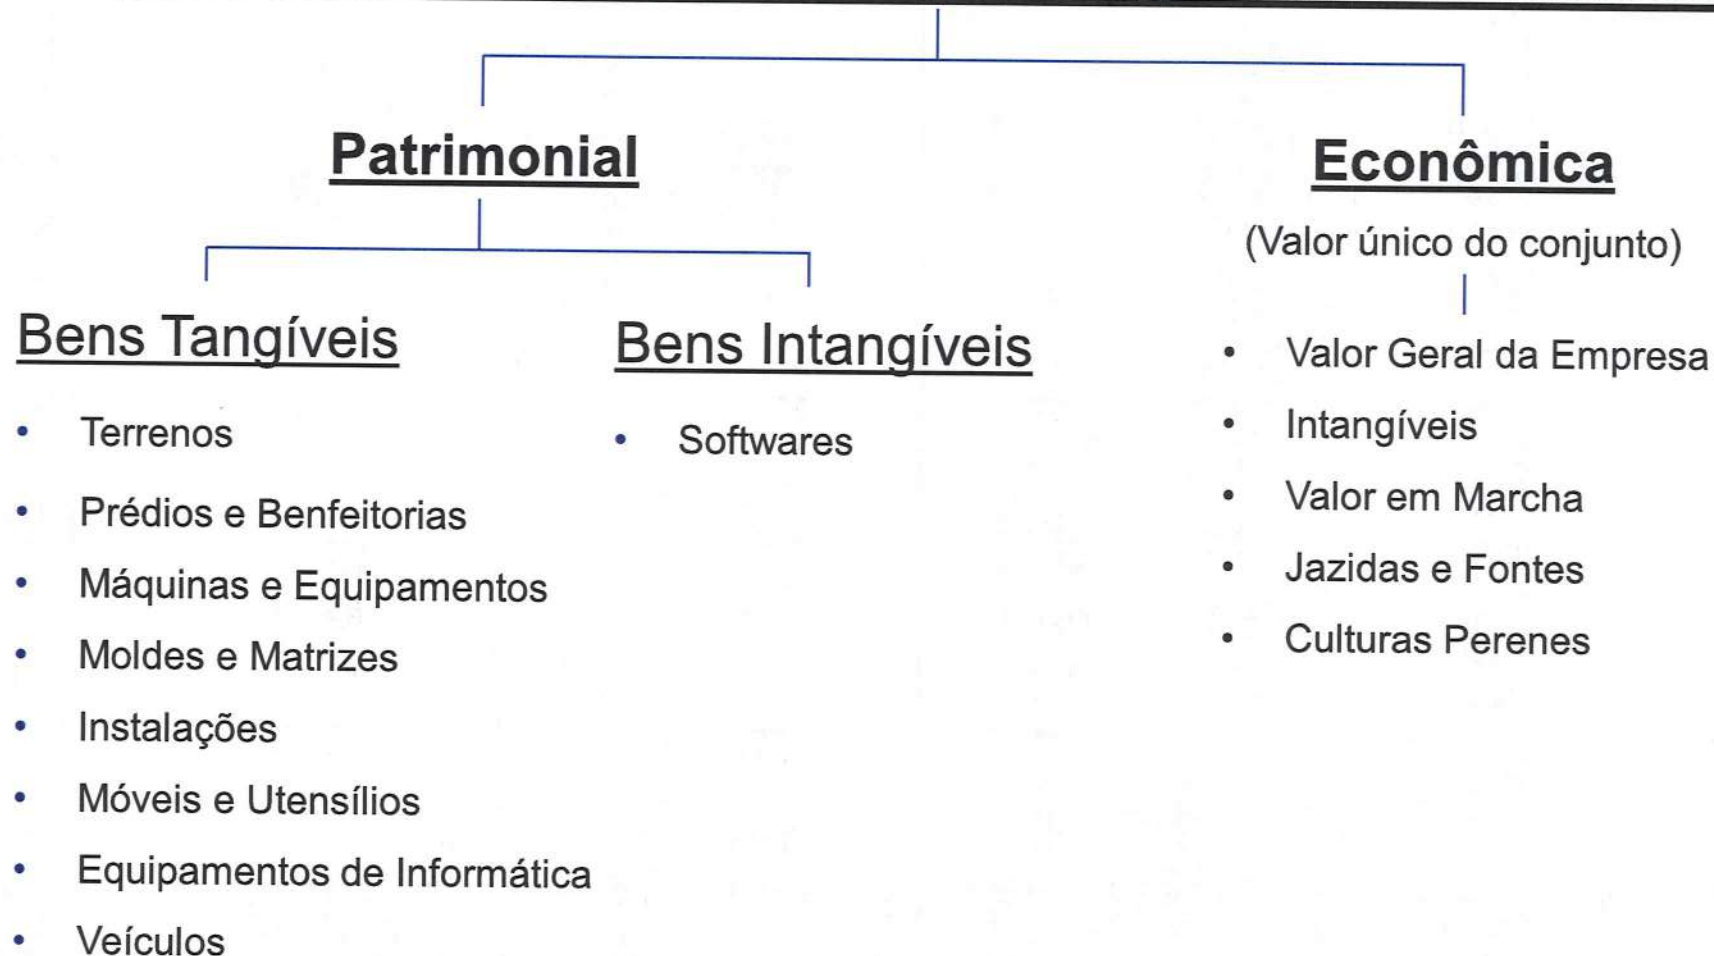 Patrimonial
Econômica
(Valor único do conjunto)
Bens Tangíveis
• Terrenos
• Prédios e Benfeitorias
• Máquinas e Equipamentos
• Moldes e Matrizes
• Instalações
• Móveis e Utensílios
• Equipamentos de Informática
• Veículos
Bens Intangíveis
• Softwares
• Valor Geral da Empresa
• Intangíveis
• Valor em Marcha
• Jazidas e Fontes
• Culturas Perenes